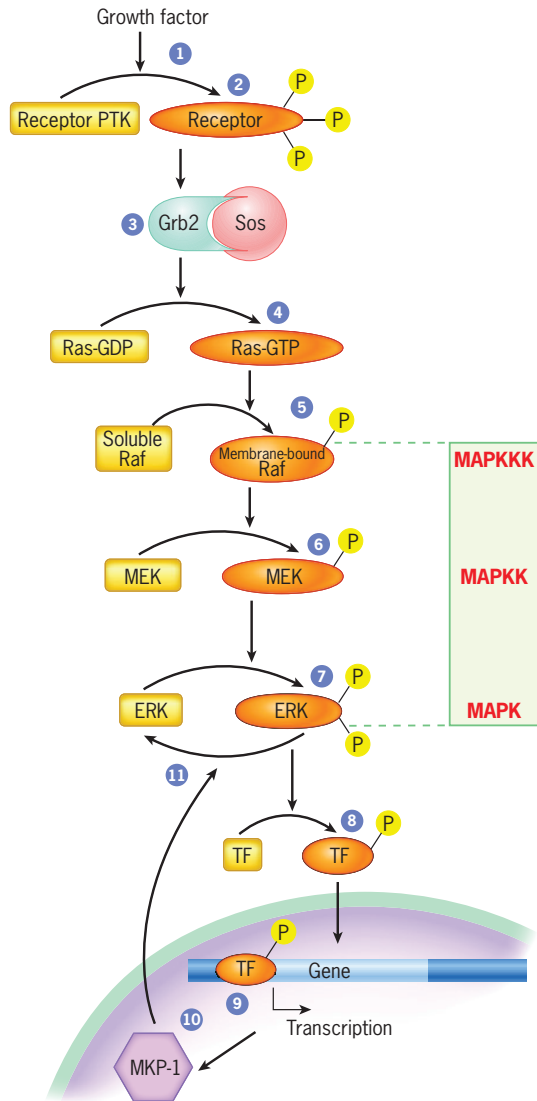 Growth factor
1
2
P
Receptor PTK
Receptor
P
P
3
Grb2
Sos
4
Ras-GDP
Ras-GTP
5
P
Soluble
Raf
Membrane-bound
Raf
MAPKKK
6
P
MEK
MEK
MAPKK
7
P
ERK
ERK
MAPK
P
11
8
P
TF
TF
P
TF
Gene
9
Transcription
10
MKP-1